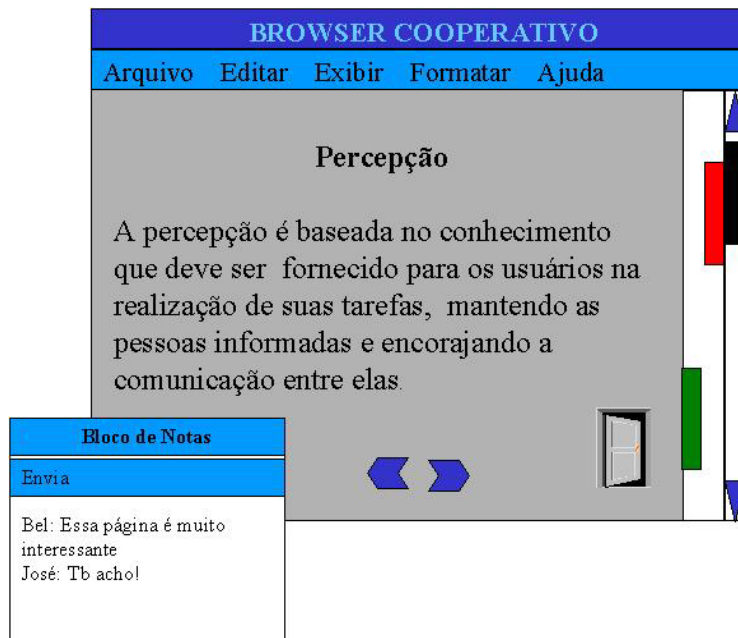 BROWSER COOPERATIVO
Arquivo Editar Exibir Formatar Ajuda
Percepção
A percepção é baseada no conhecimento
que deve ser fornecido para os usuários na
realização de suas tarefas, mantendo as
pessoas informadas e encorajando a
comunicação entre elas.
Bloco de Notas
Envia
Bel: Essa página é muito
interessante
José: Tb acho!